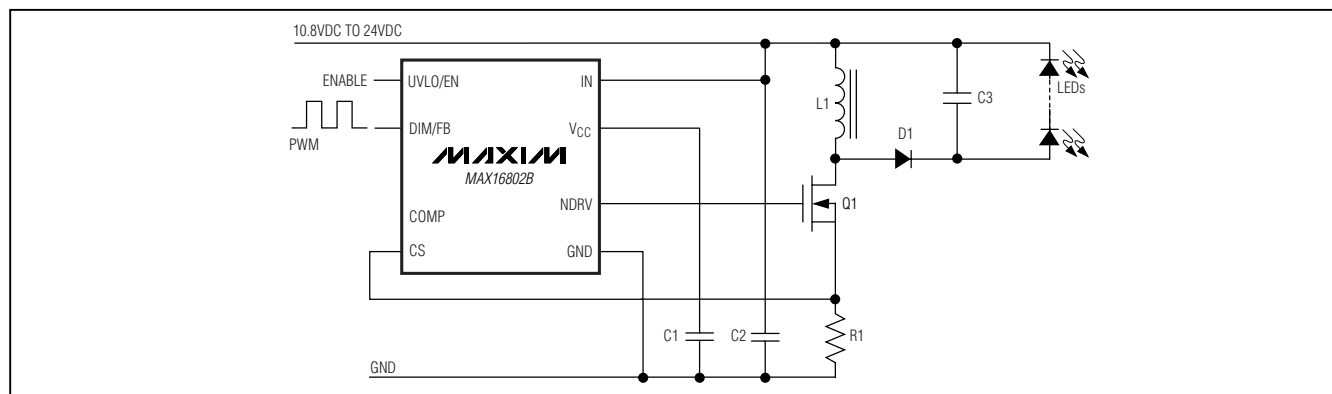 10.8VDC TO 24VDC
ENABLE
UVLO/EN
IN
PWM
DIM/FB
VCC
MAXIM
MAX16802B
NDRV
COMP
CS
GND
L1
C3
LEDs
D1
Q1
C1
C2
R1
GND